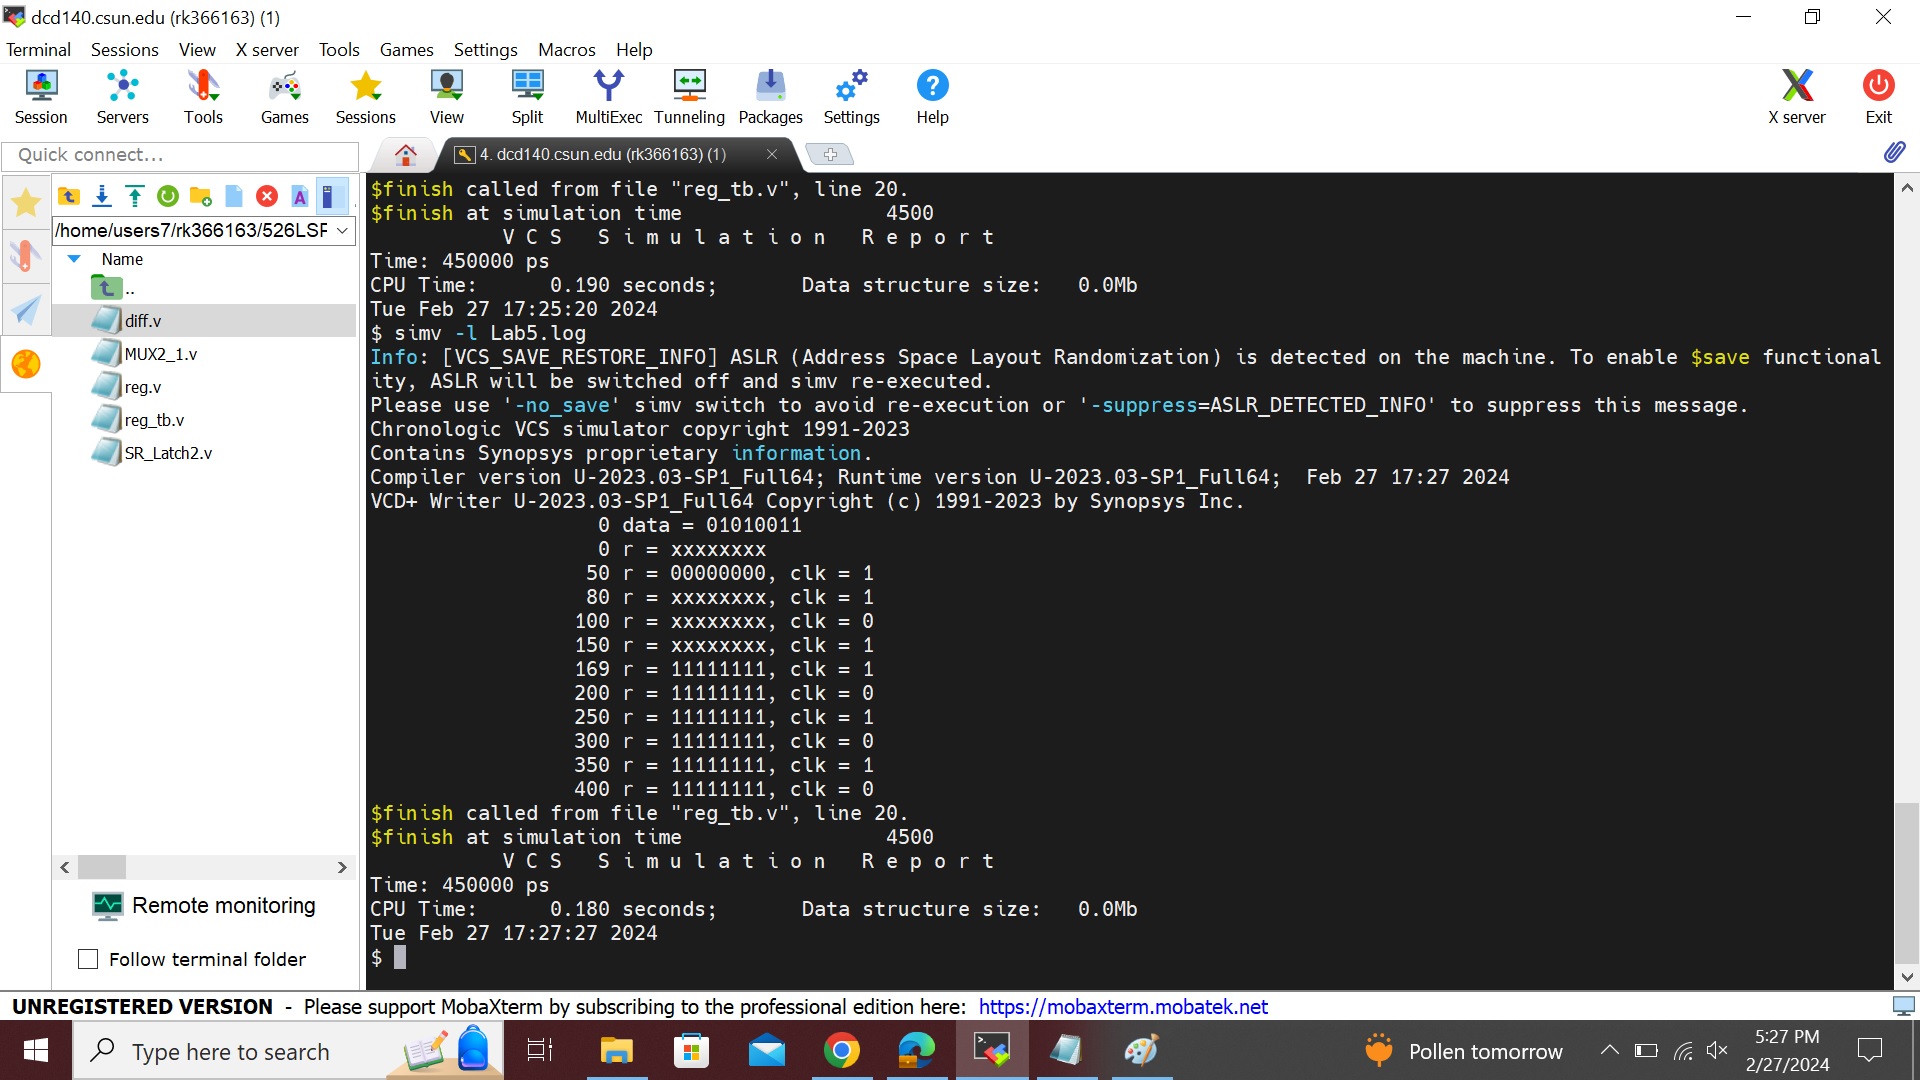 dcd140.csun.edu (rk366163) (1)
Terminal Sessions View X server Tools Games Settings Macros Help
Session Servers Tools Games Sessions View Split MultiExec Tunneling Packages Settings Help X server Exit
Quick connect...
4. dcd140.csun.edu (rk366163) (1)
/home/users7/rk366163/526LSF
Name
..
diff.v
MUX2_1.v
reg.v
reg_tb.v
SR_Latch2.v
Remote monitoring
Follow terminal folder
$finish called from file "reg_tb.v", line 20.
$finish at simulation time 4500
V C S S i m u l a t i o n R e p o r t
Time: 450000 ps
CPU Time: 0.190 seconds; Data structure size: 0.0Mb
Tue Feb 27 17:25:20 2024
$ simv -l Lab5.log
Info: [VCS_SAVE_RESTORE_INFO] ASLR (Address Space Layout Randomization) is detected on the machine. To enable $save functional
ity, ASLR will be switched off and simv re-executed.
Please use '-no_save' simv switch to avoid re-execution or '-suppress=ASLR_DETECTED_INFO' to suppress this message.
Chronologic VCS simulator copyright 1991-2023
Contains Synopsys proprietary information.
Compiler version U-2023.03-SP1_Full64; Runtime version U-2023.03-SP1_Full64; Feb 27 17:27 2024
VCD+ Writer U-2023.03-SP1_Full64 Copyright (c) 1991-2023 by Synopsys Inc.
0 data = 01010011
0 r = xxxxxxxx
50 r = 00000000, clk = 1
80 r = xxxxxxxx, clk = 1
100 r = xxxxxxxx, clk = 0
150 r = xxxxxxxx, clk = 1
169 r = 11111111, clk = 1
200 r = 11111111, clk = 0
250 r = 11111111, clk = 1
300 r = 11111111, clk = 0
350 r = 11111111, clk = 1
400 r = 11111111, clk = 0
$finish called from file "reg_tb.v", line 20.
$finish at simulation time 4500
V C S S i m u l a t i o n R e p o r t
Time: 450000 ps
CPU Time: 0.180 seconds; Data structure size: 0.0Mb
Tue Feb 27 17:27:27 2024
$
UNREGISTERED VERSION - Please support MobaXterm by subscribing to the professional edition here: https://mobaxterm.mobatek.net
Type here to search
Pollen tomorrow
5:27 PM
2/27/2024